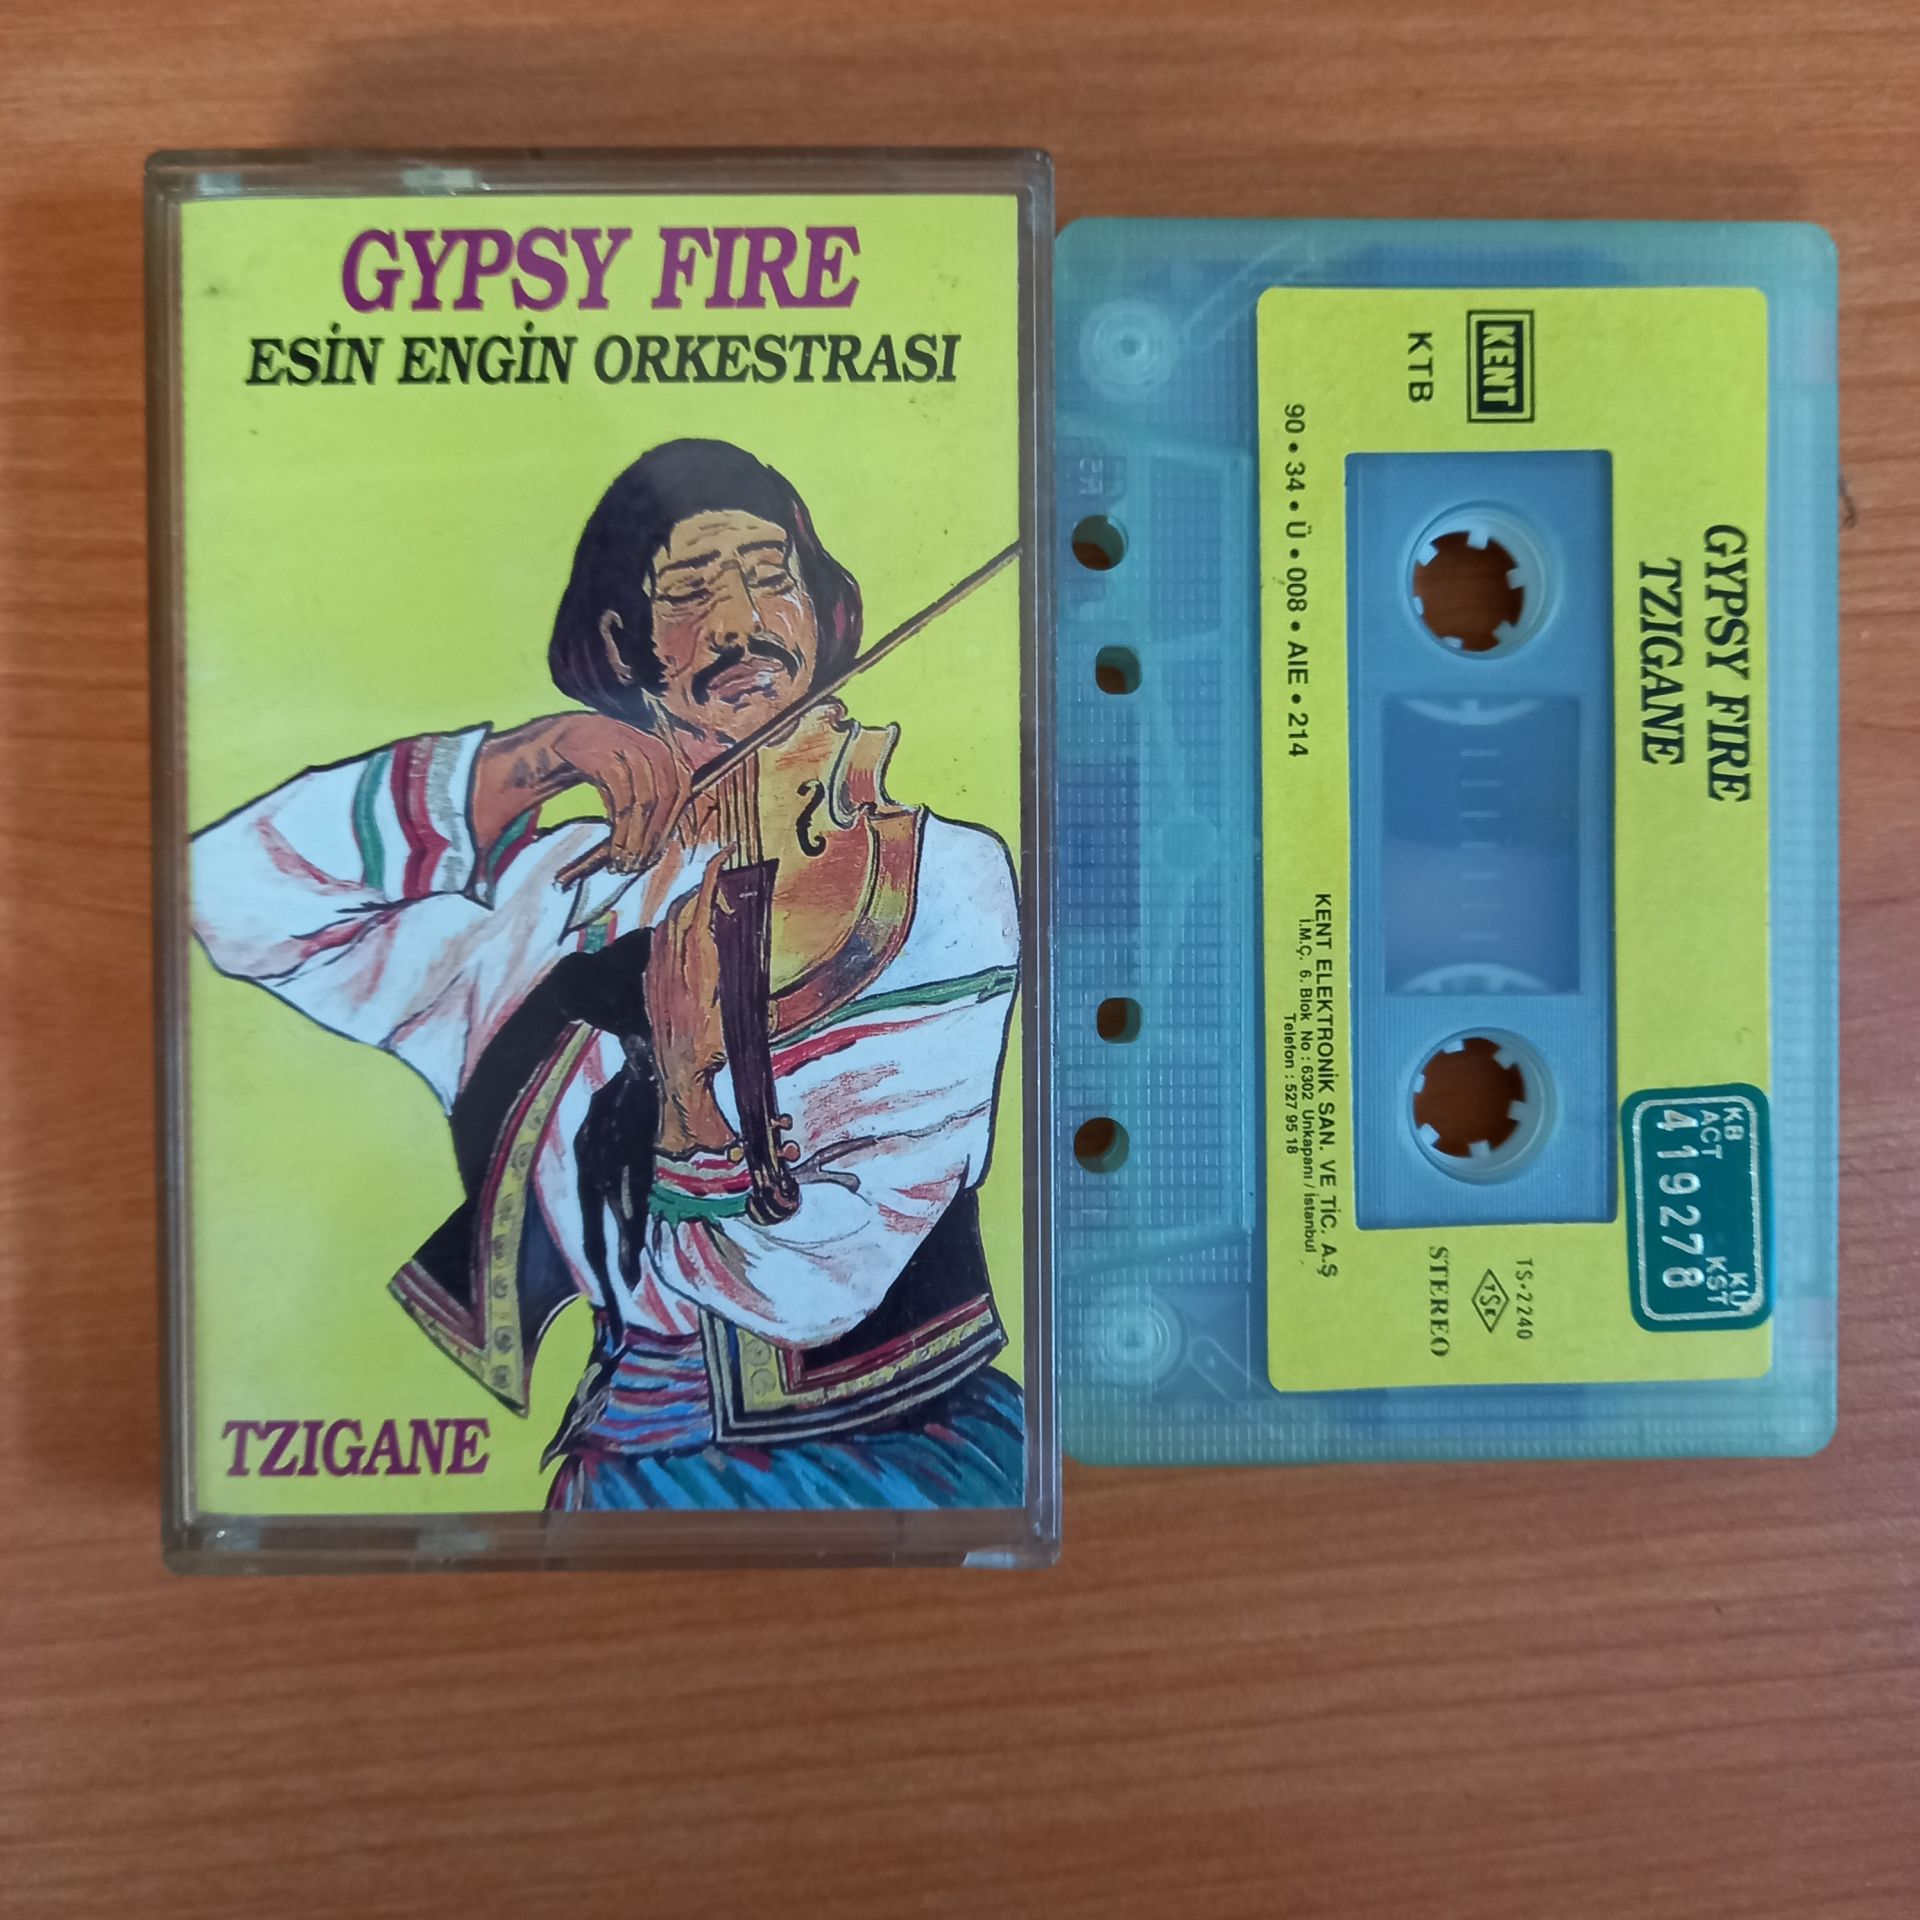 GYPSY FIRE
ESİN ENGİN ORKESTRASI
TZIGANE
GYPSY FIRE
TZIGANE
KENT
KTB
90 • 34 • Ü • 008 • AIE • 214
KENT ELEKTRONİK SAN. VE TİC. A.Ş
İ.M.Ç. 6. Blok No : 6302 Unkapanı / İstanbul
Telefon : 527 95 18
TS•2240
TSE
STEREO
KB
ACT
419278
KÜ
KST